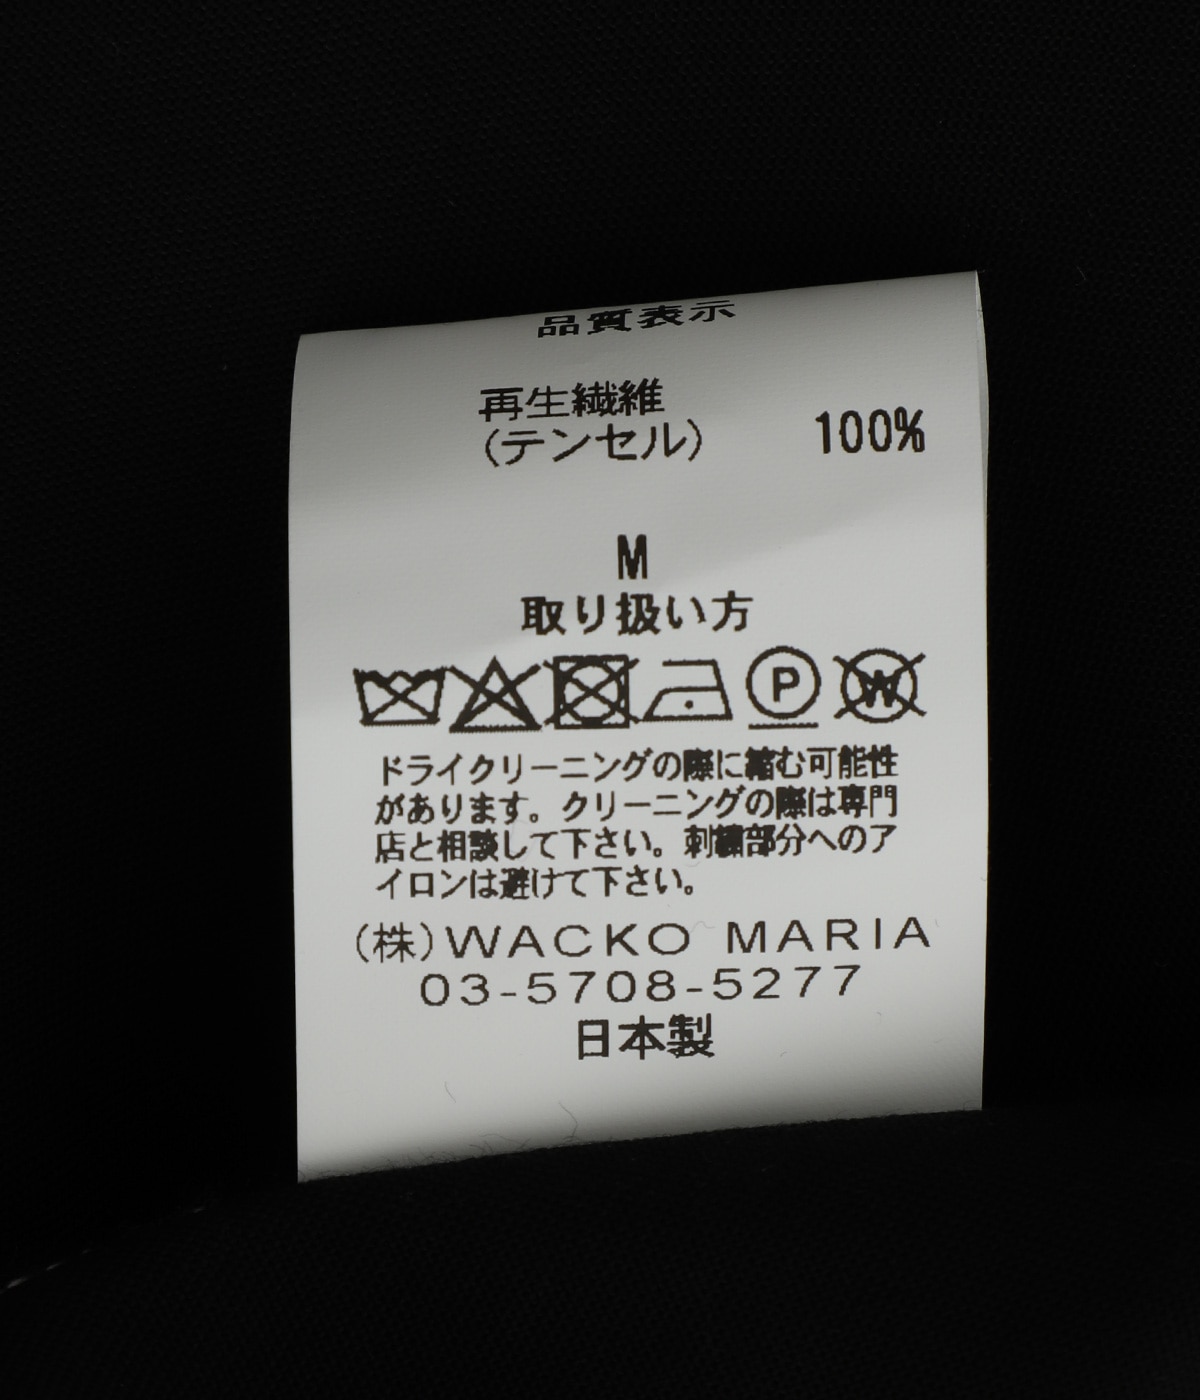 品質表示
再生繊維
(テンセル) 100%
M
取り扱い方
P W
ドライクリーニングの際に縮む可能性
があります。クリーニングの際は専門
店と相談して下さい。刺繍部分へのア
イロンは避けて下さい。
(株)WACKO MARIA
03-5708-5277
日本製